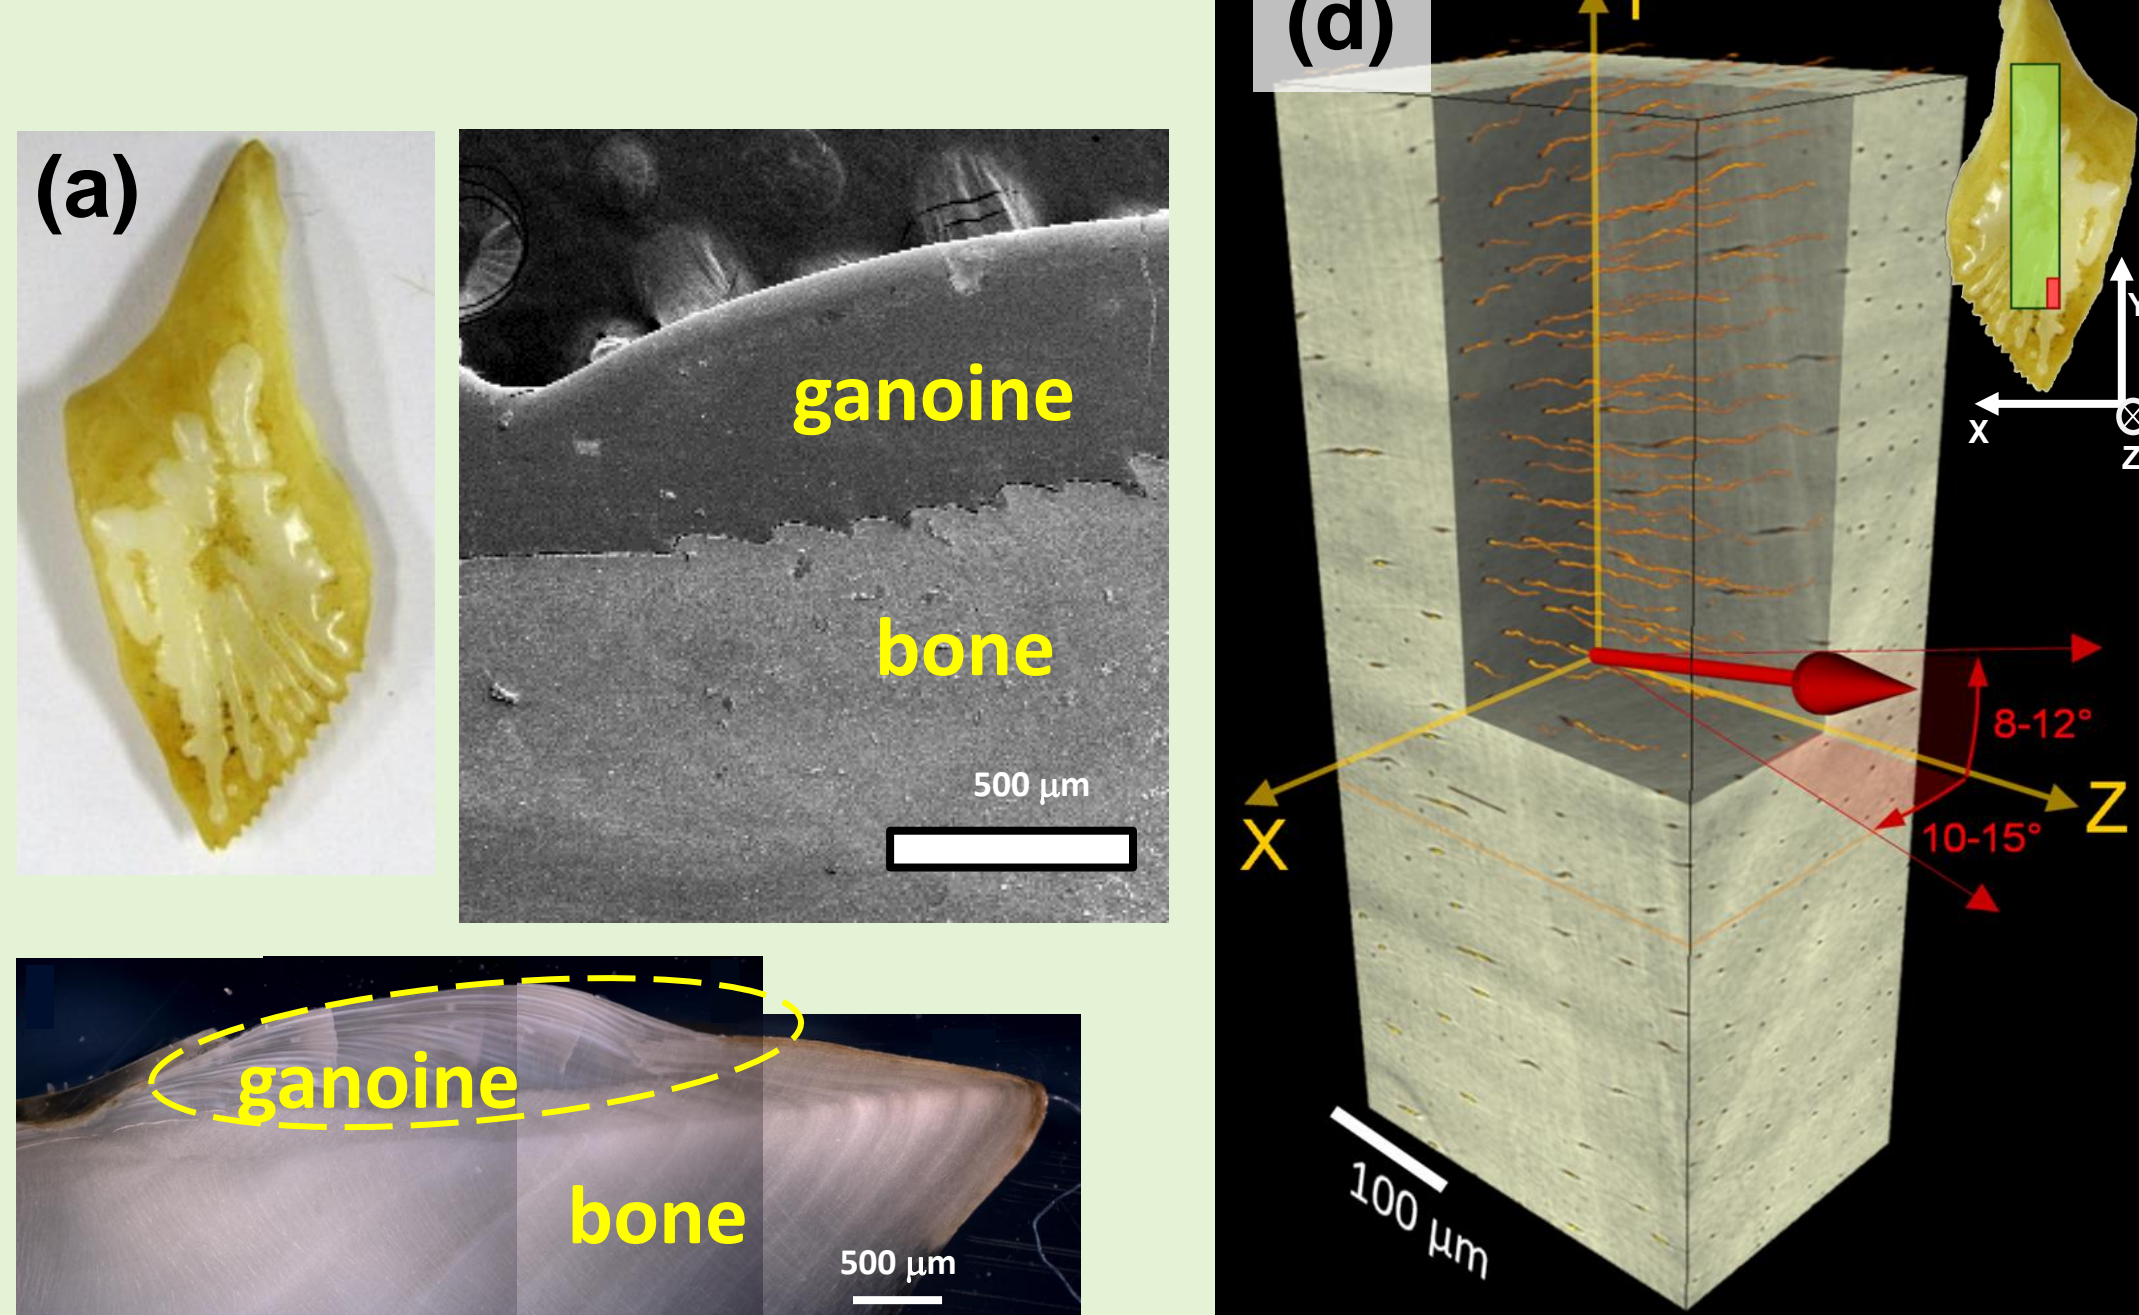 (a)
ganoine
bone
500 μm
ganoine
bone
500 μm
(d)
Y
X
Z
X
Z
8-12°
10-15°
100 μm